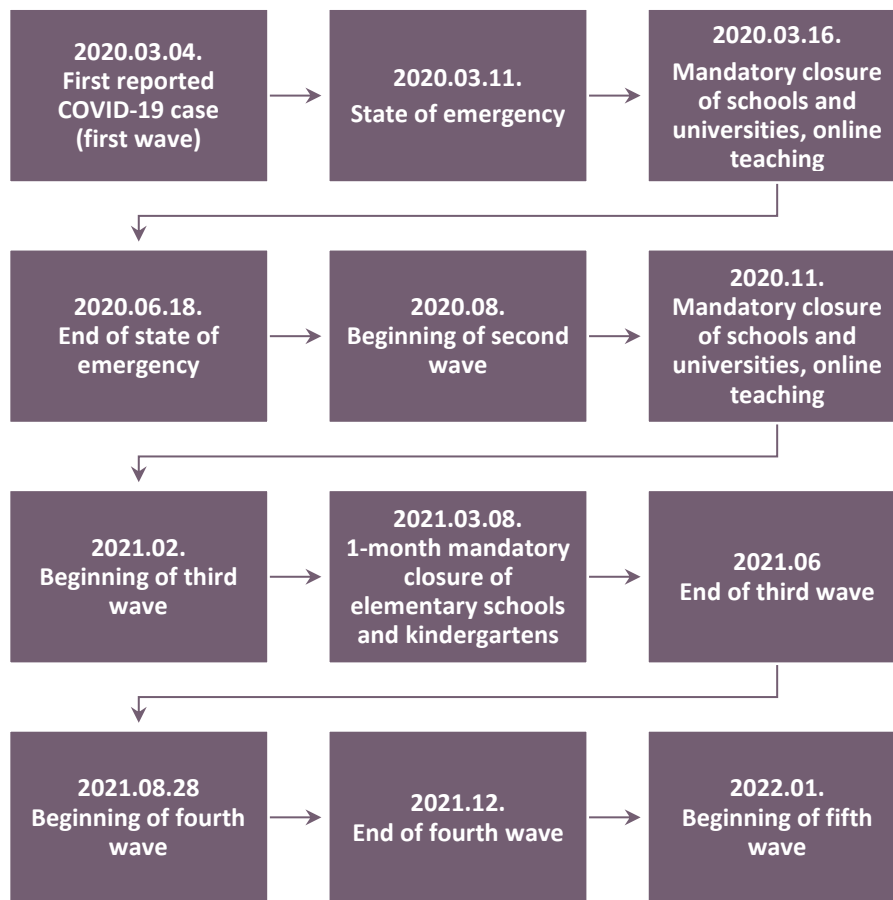 2020.03.04.
First reported
COVID-19 case
(first wave)
2020.03.11.
State of emergency
2020.03.16.
Mandatory closure
of schools and
universities, online
teaching
2020.06.18.
End of state of
emergency
2020.08.
Beginning of second
wave
2020.11.
Mandatory closure
of schools and
universities, online
teaching
2021.02.
Beginning of third
wave
2021.03.08.
1-month mandatory
closure of
elementary schools
and kindergartens
2021.06
End of third wave
2021.08.28
Beginning of fourth
wave
2021.12.
End of fourth wave
2022.01.
Beginning of fifth
wave